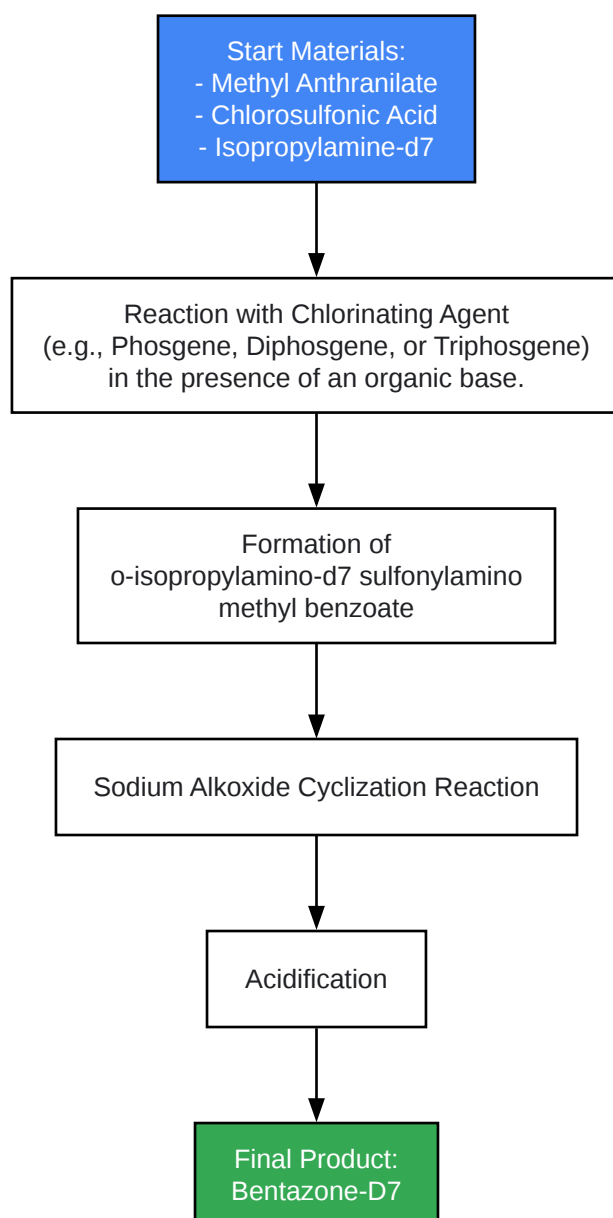 Start Materials:
- Methyl Anthranilate
- Chlorosulfonic Acid
- Isopropylamine-d7
Reaction with Chlorinating Agent
(e.g., Phosgene, Diphosgene, or Triphosgene)
in the presence of an organic base.
Formation of
o-isopropylamino-d7 sulfonylamino
methyl benzoate
Sodium Alkoxide Cyclization Reaction
Acidification
Final Product:
Bentazone-D7